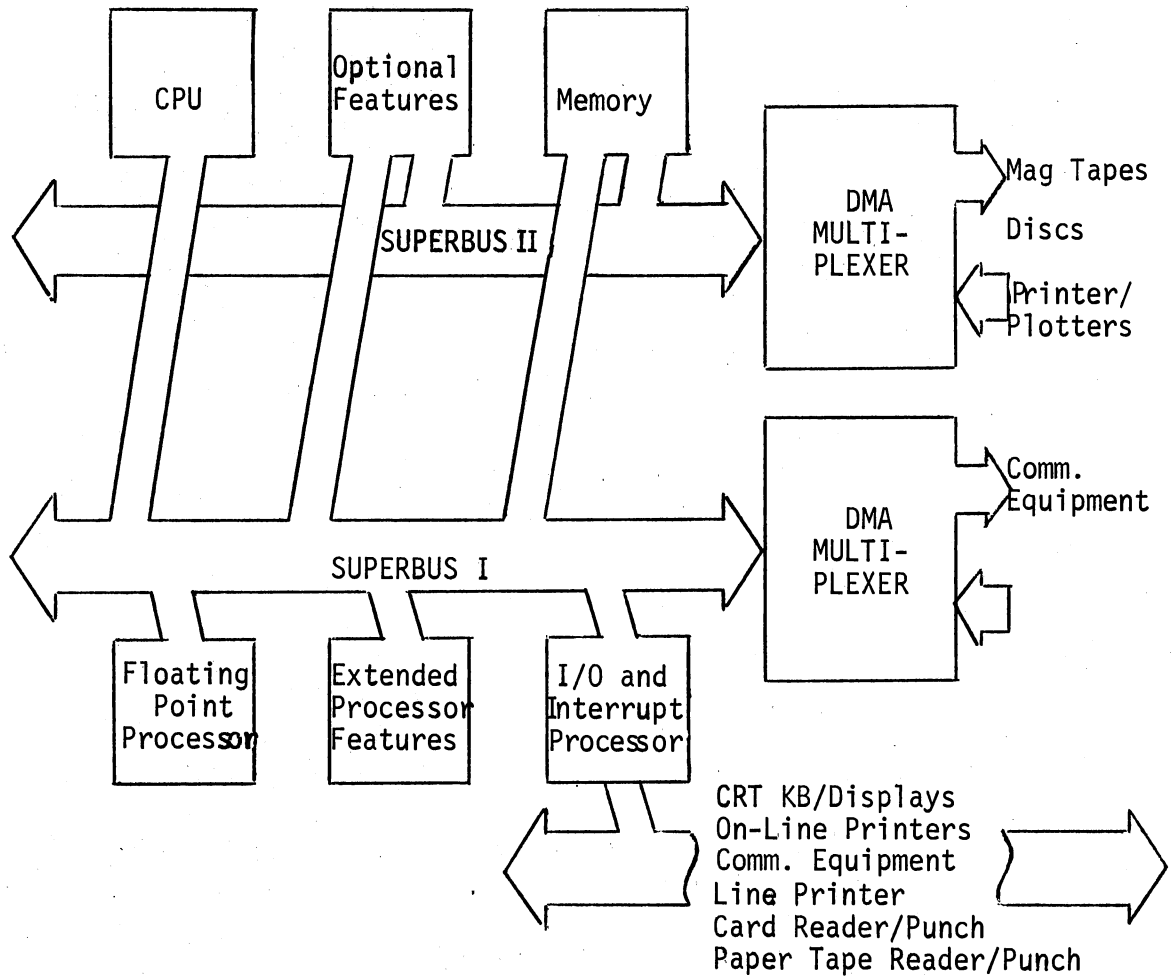 CPU
Optional
Features
Memory
SUPERBUS II
DMA
MULTI-
PLEXER
Mag Tapes
Discs
Printer/
Plotters
SUPERBUS I
DMA
MULTI-
PLEXER
Comm.
Equipment
Floating
Point
Processor
Extended
Processor
Features
I/O and
Interrupt
Processor
CRT KB/Displays
On-Line Printers
Comm. Equipment
Line Printer
Card Reader/Punch
Paper Tape Reader/Punch